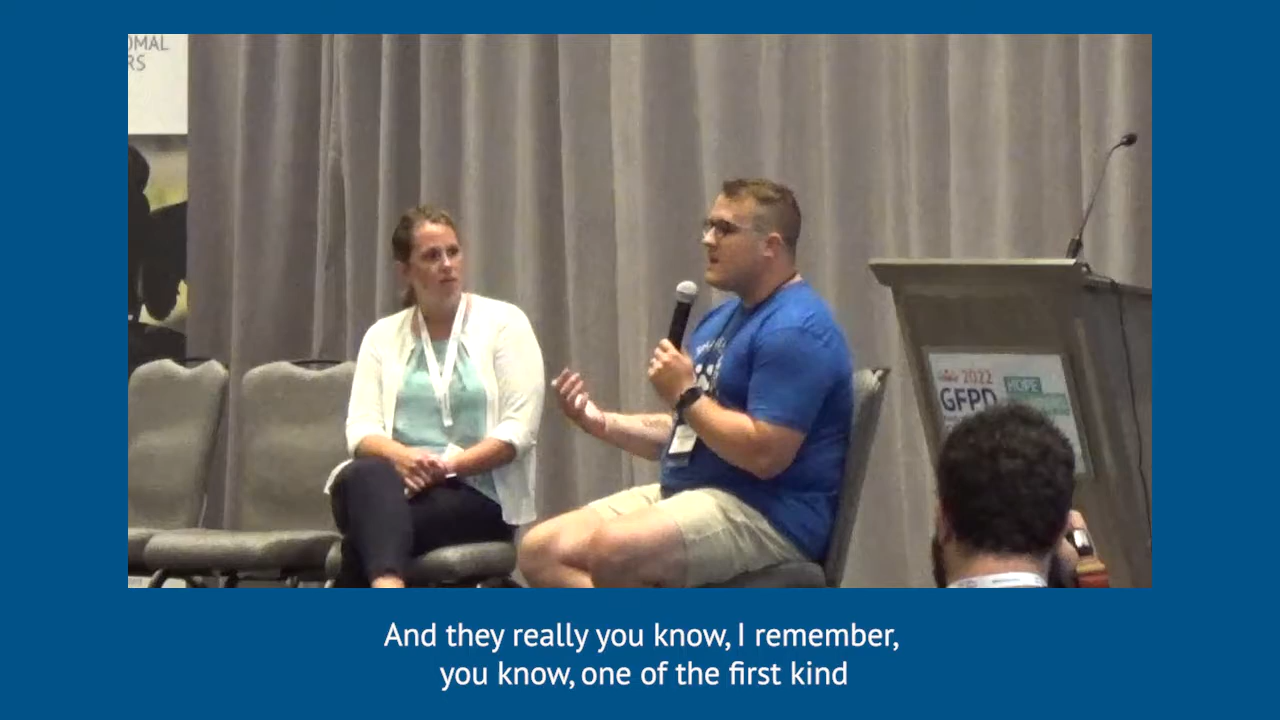 OMAL
RS
2022
HOPE
GFPD
And they really you know, I remember,
you know, one of the first kind